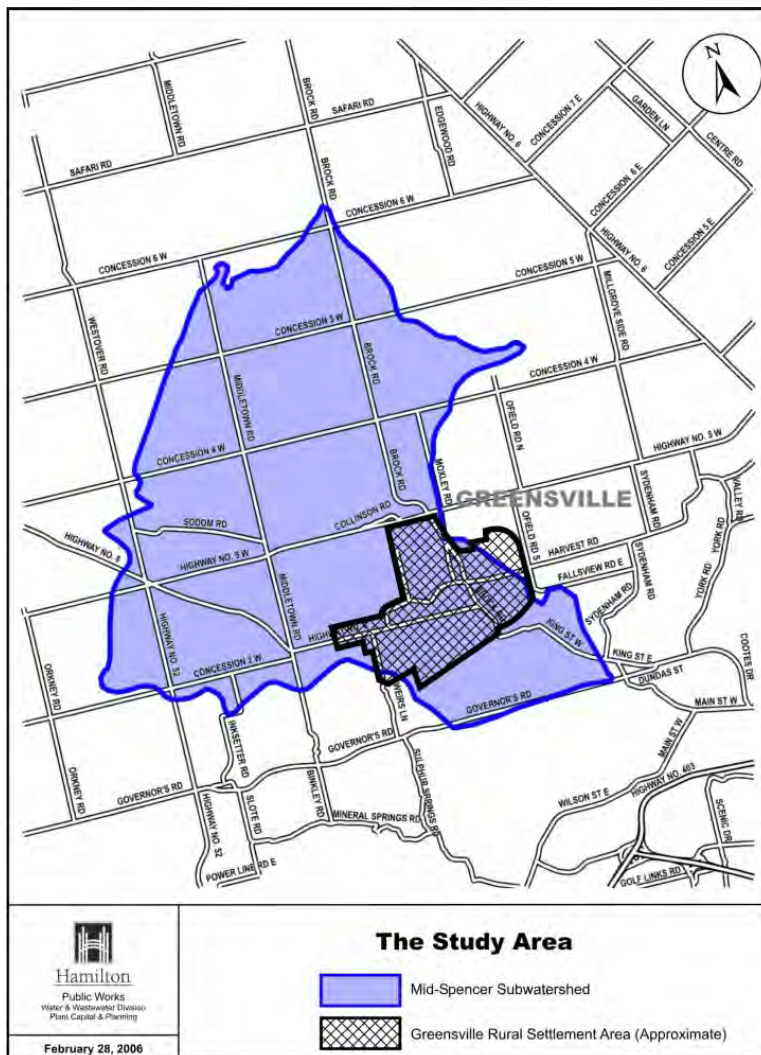 N
MIDDLETOWN RD
BROCK RD
SAFARI RD
EDGEWOOD RD
HIGHWAY NO. 6
CONCESSION 7 E
GARDEN LN
CENTRE RD
SAFARI RD
BROCK RD
CONCESSION 6 W
CONCESSION 6 E
HIGHWAY NO. 6
CONCESSION 5 E
CONCESSION 6 W
CONCESSION 5 W
WESTOVER RD
CONCESSION 5 W
MILLGROVE SIDE RD
BROCK RD
MIDDLETOWN RD
CONCESSION 4 W
OFIELD RD N
CONCESSION 4 W
BROCK RD
MOXLEY RD
HIGHWAY NO. 5 W
GREENSVILLE
SYDENHAM RD
VALLEY RD
COLLINSON RD
SODOM RD
HIGHWAY NO. 8
OFIELD RD S
HARVEST RD
YORK RD
HIGHWAY NO. 5 W
SYDENHAM RD
FALLSVIEW RD E
YORK RD
MIDDLETOWN RD
SYDENHAM RD
HIGHWAY NO. 52
KING ST W
KING ST E
COOTES DR
CONCESSION 2 W
DUNDAS ST
ORKNEY RD
WEIRS LN
GOVERNOR'S RD
MAIN ST W
INKSETTER RD
GOVERNOR'S RD
MAIN ST W
ORKNEY RD
BINKLEY RD
SULPHUR SPRINGS RD
HIGHWAY NO. 403
GOVERNOR'S RD
HIGHWAY NO. 52
SLOTE RD
MINERAL SPRINGS RD
WILSON ST E
SCENIC DR
POWER LINE RD E
GOLF LINKS RD
Hamilton
Public Works
Water & Wastewater Division
Plant Capital & Planning
February 28, 2006
The Study Area
Mid-Spencer Subwatershed
Greensville Rural Settlement Area (Approximate)